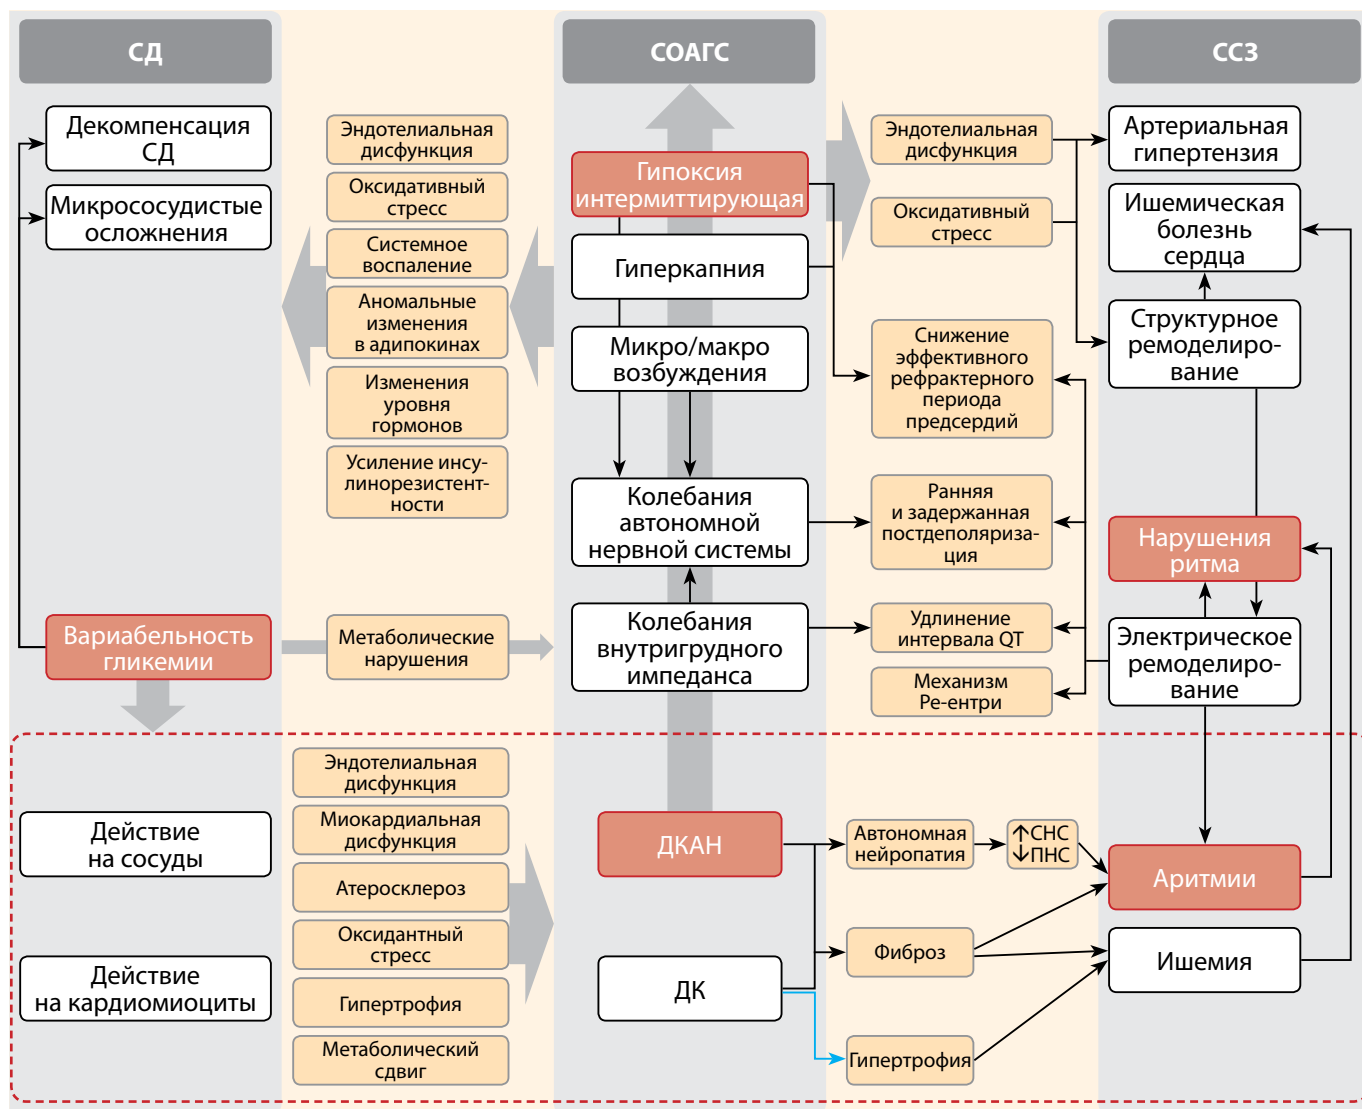 СД
СОАГС
ССЗ
Декомпенсация
СД
Микрососудистые
осложнения
Вариабельность
гликемии
Эндотелиальная
дисфункция
Оксидативный
стресс
Системное
воспаление
Аномальные
изменения
в адипокинах
Изменения
уровня
гормонов
Усиление инсу-
линорезистент-
ности
Метаболические
нарушения
Гипоксия
интермиттирующая
Гиперкапния
Микро/макро
возбуждения
Колебания
автономной
нервной системы
Колебания
внутригрудного
импеданса
Эндотелиальная
дисфункция
Оксидативный
стресс
Снижение
эффективного
рефрактерного
периода
предсердий
Ранняя
и задержанная
постдеполяриза-
ция
Удлинение
интервала QT
Механизм
Ре-ентри
Артериальная
гипертензия
Ишемическая
болезнь
сердца
Структурное
ремоделиро-
вание
Нарушения
ритма
Электрическое
ремоделиро-
вание
Действие
на сосуды
Действие
на кардиомиоциты
Эндотелиальная
дисфункция
Миокардиальная
дисфункция
Атеросклероз
Оксидантный
стресс
Гипертрофия
Метаболический
сдвиг
ДКАН
ДК
Автономная
нейропатия
↑СНС
↓ПНС
Фиброз
Гипертрофия
Аритмии
Ишемия